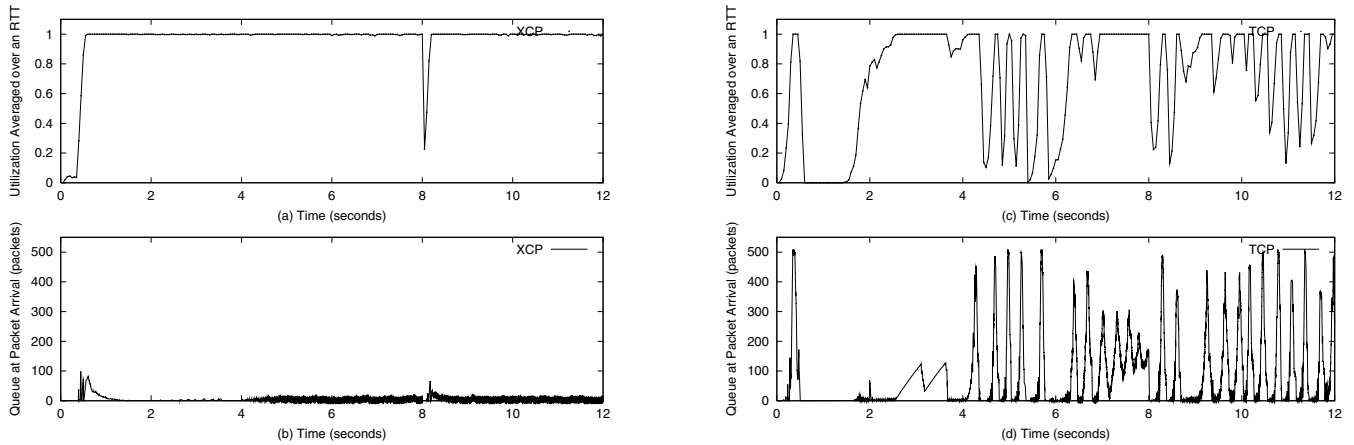 Utilization Averaged over an RTT
1
0.8
0.6
0.4
0.2
0
XCP
0 2 4 6 8 10 12
(a) Time (seconds)
Queue at Packet Arrival (packets)
500
400
300
200
100
0
XCP
0 2 4 6 8 10 12
(b) Time (seconds)
Utilization Averaged over an RTT
1
0.8
0.6
0.4
0.2
0
TCP
0 2 4 6 8 10 12
(c) Time (seconds)
Queue at Packet Arrival (packets)
500
400
300
200
100
0
TCP
0 2 4 6 8 10 12
(d) Time (seconds)